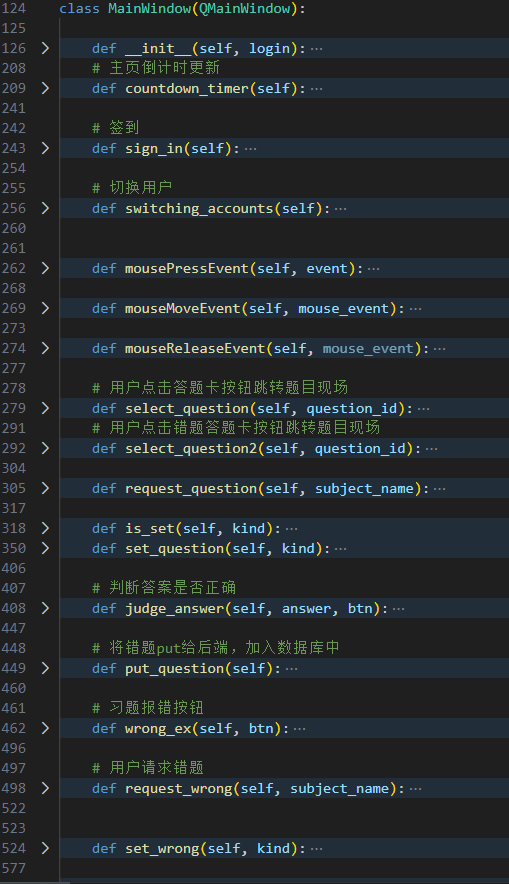 124 class MainWindow(QMainWindow):
125
126 def __init__(self, login): ···
208 # 主页倒计时更新
209 def countdown_timer(self): ···
241
242 # 签到
243 def sign_in(self): ···
254
255 # 切换用户
256 def switching_accounts(self): ···
260
261
262 def mousePressEvent(self, event): ···
268
269 def mouseMoveEvent(self, mouse_event): ···
273
274 def mouseReleaseEvent(self, mouse_event): ···
277
278 # 用户点击答题卡按钮跳转题目现场
279 def select_question(self, question_id): ···
291 # 用户点击错题答题卡按钮跳转题目现场
292 def select_question2(self, question_id): ···
304
305 def request_question(self, subject_name): ···
317
318 def is_set(self, kind): ···
350 def set_question(self, kind): ···
406
407 # 判断答案是否正确
408 def judge_answer(self, answer, btn): ···
447
448 # 将错题put给后端，加入数据库中
449 def put_question(self): ···
460
461 # 习题报错按钮
462 def wrong_ex(self, btn): ···
496
497 # 用户请求错题
498 def request_wrong(self, subject_name): ···
522
523
524 def set_wrong(self, kind): ···
577